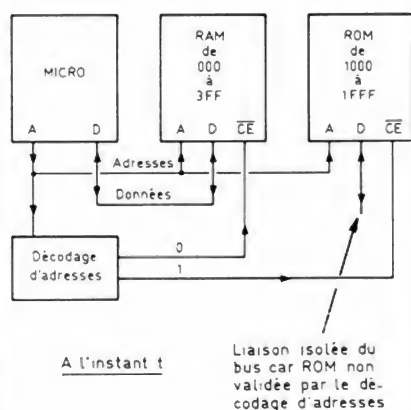 MICRO
A D
RAM
de
000
à
3FF
A D CE
ROM
de
1000
à
1FFF
A D CE
Adresses
Données
Décodage
d'adresses
0
1
A l'instant t
Liaison isolée du
bus car ROM non
validée par le dé-
codage d'adresses